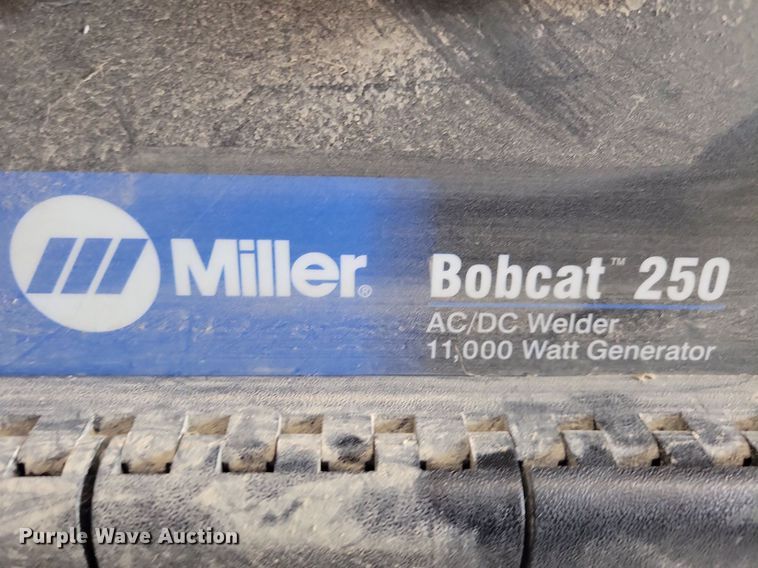 Miller®
Bobcat™ 250
AC/DC Welder
11,000 Watt Generator
Purple Wave Auction®